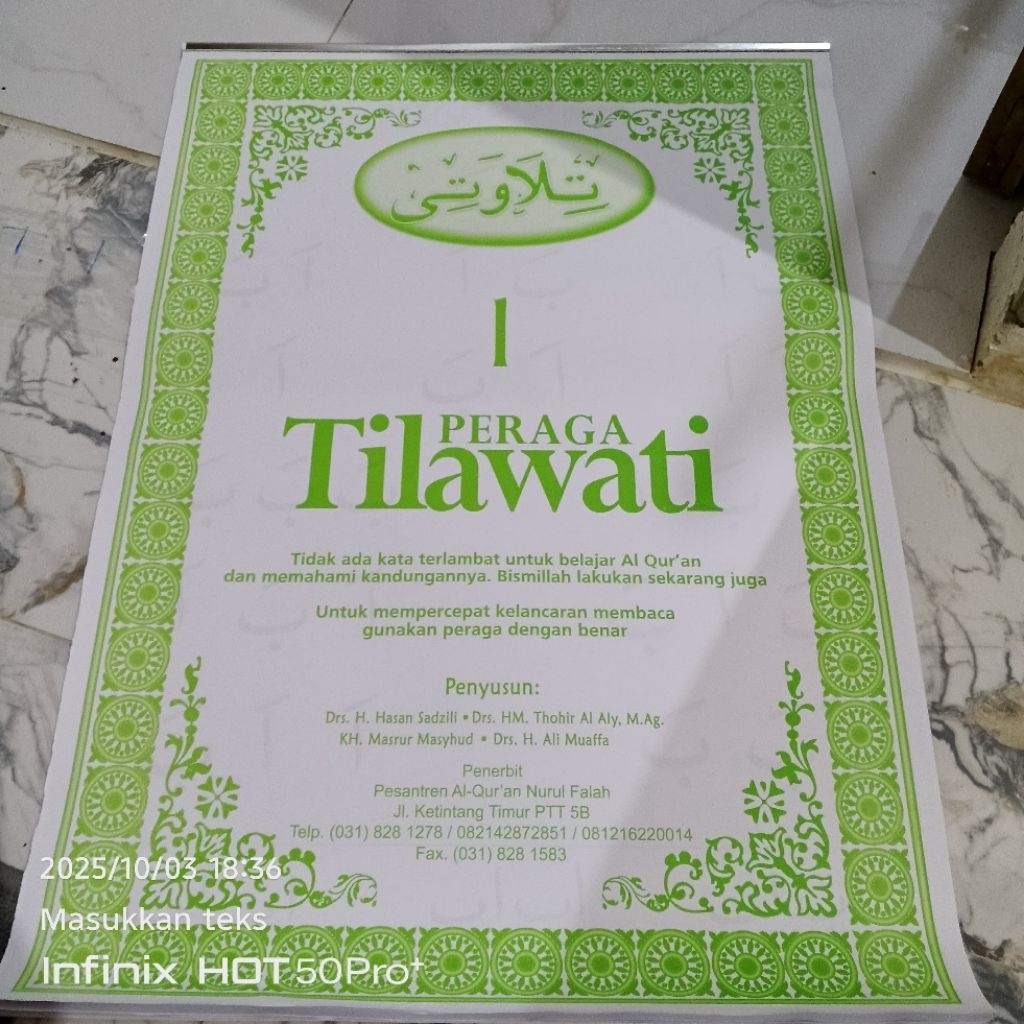 تِلَاوَتِى
١
PERAGA
Tilawati
Tidak ada kata terlambat untuk belajar Al Qur'an
dan memahami kandungannya. Bismillah lakukan sekarang juga
Untuk mempercepat kelancaran membaca
gunakan peraga dengan benar
Penyusun:
Drs. H. Hasan Sadzili ▪ Drs. HM. Thohir Al Aly, M.Ag.
KH. Masrur Masyhud ▪ Drs. H. Ali Muaffa
Penerbit
Pesantren Al-Qur'an Nurul Falah
Jl. Ketintang Timur PTT 5B
Telp. (031) 828 1278 / 082142872851 / 081216220014
Fax. (031) 828 1583
2025/10/03 18:36
Masukkan teks
Infinix HOT50Pro+